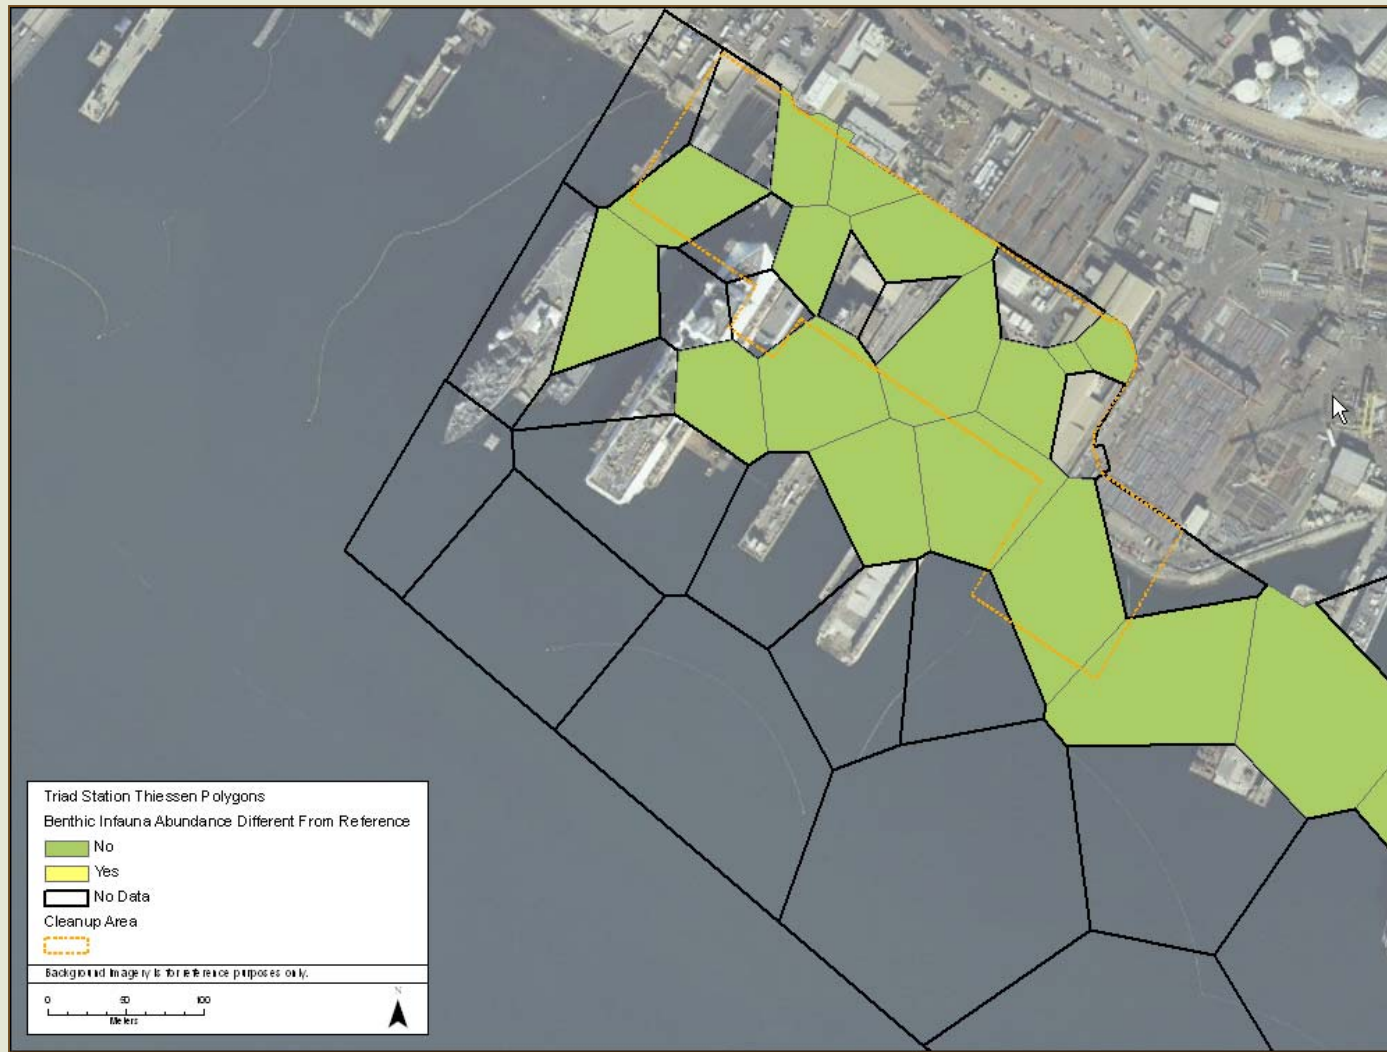 Triad Station Thiessen Polygons
Benthic Infauna Abundance Different From Reference
No
Yes
No Data
Cleanup Area
Background Imagery is for reference purposes only.
0 50 100
Meters
N